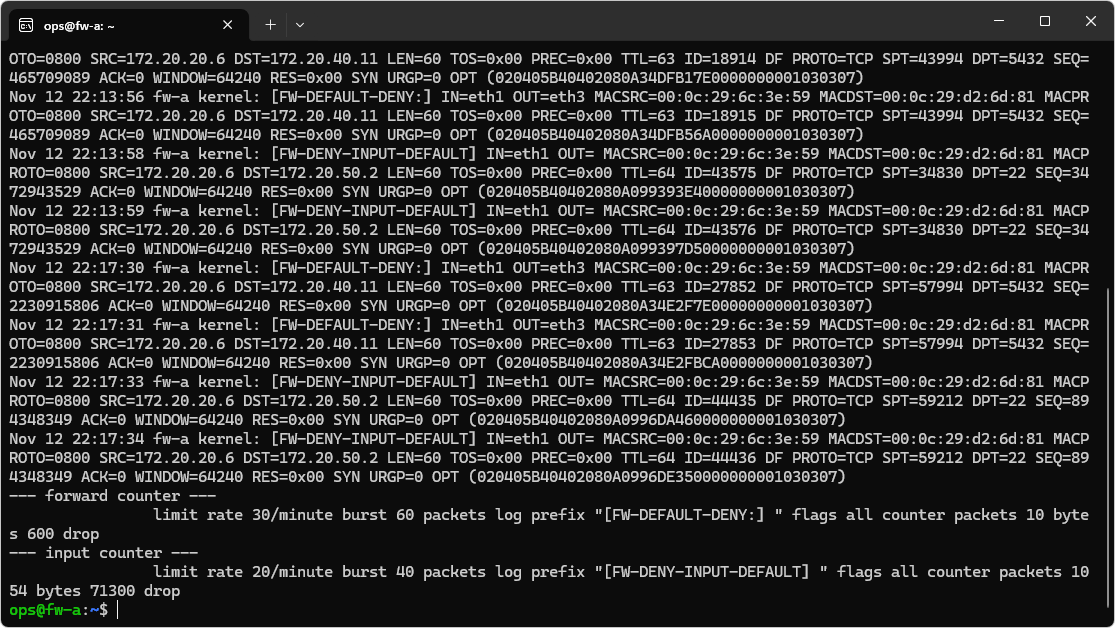 ops@fw-a: ~
OTO=0800 SRC=172.20.20.6 DST=172.20.40.11 LEN=60 TOS=0x00 PREC=0x00 TTL=63 ID=18914 DF PROTO=TCP SPT=43994 DPT=5432 SEQ=
465709089 ACK=0 WINDOW=64240 RES=0x00 SYN URGP=0 OPT (020405B40402080A34DFB17E0000000001030307)
Nov 12 22:13:56 fw-a kernel: [FW-DEFAULT-DENY:] IN=eth1 OUT=eth3 MACSRC=00:0c:29:6c:3e:59 MACDST=00:0c:29:d2:6d:81 MACPR
OTO=0800 SRC=172.20.20.6 DST=172.20.40.11 LEN=60 TOS=0x00 PREC=0x00 TTL=63 ID=18915 DF PROTO=TCP SPT=43994 DPT=5432 SEQ=
465709089 ACK=0 WINDOW=64240 RES=0x00 SYN URGP=0 OPT (020405B40402080A34DFB56A0000000001030307)
Nov 12 22:13:58 fw-a kernel: [FW-DENY-INPUT-DEFAULT] IN=eth1 OUT= MACSRC=00:0c:29:6c:3e:59 MACDST=00:0c:29:d2:6d:81 MACP
ROTO=0800 SRC=172.20.20.6 DST=172.20.50.2 LEN=60 TOS=0x00 PREC=0x00 TTL=64 ID=43575 DF PROTO=TCP SPT=34830 DPT=22 SEQ=34
72943529 ACK=0 WINDOW=64240 RES=0x00 SYN URGP=0 OPT (020405B40402080A099393E40000000001030307)
Nov 12 22:13:59 fw-a kernel: [FW-DENY-INPUT-DEFAULT] IN=eth1 OUT= MACSRC=00:0c:29:6c:3e:59 MACDST=00:0c:29:d2:6d:81 MACP
ROTO=0800 SRC=172.20.20.6 DST=172.20.50.2 LEN=60 TOS=0x00 PREC=0x00 TTL=64 ID=43576 DF PROTO=TCP SPT=34830 DPT=22 SEQ=34
72943529 ACK=0 WINDOW=64240 RES=0x00 SYN URGP=0 OPT (020405B40402080A099397D50000000001030307)
Nov 12 22:17:30 fw-a kernel: [FW-DEFAULT-DENY:] IN=eth1 OUT=eth3 MACSRC=00:0c:29:6c:3e:59 MACDST=00:0c:29:d2:6d:81 MACPR
OTO=0800 SRC=172.20.20.6 DST=172.20.40.11 LEN=60 TOS=0x00 PREC=0x00 TTL=63 ID=27852 DF PROTO=TCP SPT=57994 DPT=5432 SEQ=
2230915806 ACK=0 WINDOW=64240 RES=0x00 SYN URGP=0 OPT (020405B40402080A34E2F7E00000000001030307)
Nov 12 22:17:31 fw-a kernel: [FW-DEFAULT-DENY:] IN=eth1 OUT=eth3 MACSRC=00:0c:29:6c:3e:59 MACDST=00:0c:29:d2:6d:81 MACPR
OTO=0800 SRC=172.20.20.6 DST=172.20.40.11 LEN=60 TOS=0x00 PREC=0x00 TTL=63 ID=27853 DF PROTO=TCP SPT=57994 DPT=5432 SEQ=
2230915806 ACK=0 WINDOW=64240 RES=0x00 SYN URGP=0 OPT (020405B40402080A34E2FBCA0000000001030307)
Nov 12 22:17:33 fw-a kernel: [FW-DENY-INPUT-DEFAULT] IN=eth1 OUT= MACSRC=00:0c:29:6c:3e:59 MACDST=00:0c:29:d2:6d:81 MACP
ROTO=0800 SRC=172.20.20.6 DST=172.20.50.2 LEN=60 TOS=0x00 PREC=0x00 TTL=64 ID=44435 DF PROTO=TCP SPT=59212 DPT=22 SEQ=89
4348349 ACK=0 WINDOW=64240 RES=0x00 SYN URGP=0 OPT (020405B40402080A0996DA460000000001030307)
Nov 12 22:17:34 fw-a kernel: [FW-DENY-INPUT-DEFAULT] IN=eth1 OUT= MACSRC=00:0c:29:6c:3e:59 MACDST=00:0c:29:d2:6d:81 MACP
ROTO=0800 SRC=172.20.20.6 DST=172.20.50.2 LEN=60 TOS=0x00 PREC=0x00 TTL=64 ID=44436 DF PROTO=TCP SPT=59212 DPT=22 SEQ=89
4348349 ACK=0 WINDOW=64240 RES=0x00 SYN URGP=0 OPT (020405B40402080A0996DE350000000001030307)
--- forward counter ---
                limit rate 30/minute burst 60 packets log prefix "[FW-DEFAULT-DENY:] " flags all counter packets 10 byte
s 600 drop
--- input counter ---
                limit rate 20/minute burst 40 packets log prefix "[FW-DENY-INPUT-DEFAULT] " flags all counter packets 10
54 bytes 71300 drop
ops@fw-a:~$